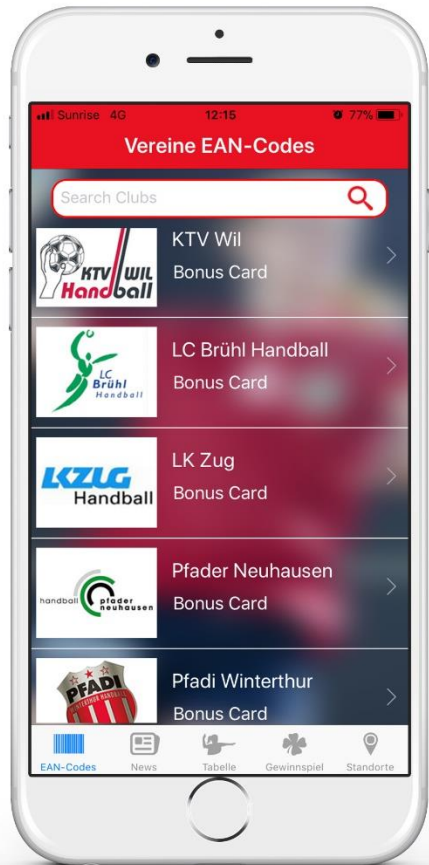 Sunrise 4G 12:15 77%
Vereine EAN-Codes
Search Clubs
KTV WIL
Handball
KTV Wil
Bonus Card
LC
Brühl
Handball
LC Brühl Handball
Bonus Card
LKZUG
Handball
LK Zug
Bonus Card
handball pfader
neuhausen
Pfader Neuhausen
Bonus Card
PFADI
WINTERTHUR HANDBALL
Pfadi Winterthur
Bonus Card
EAN-Codes News Tabelle Gewinnspiel Standorte